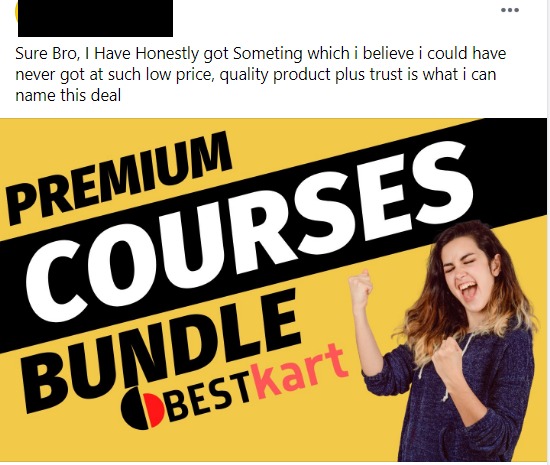 Sure Bro, I Have Honestly got Someting which i believe i could have
never got at such low price, quality product plus trust is what i can
name this deal
PREMIUM
COURSES
BUNDLE
BESTkart